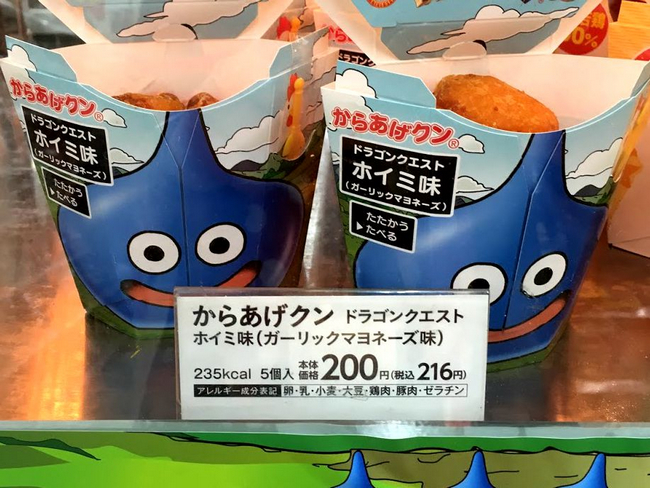 からあげクン®
ドラゴンクエスト
ホイミ味
(ガーリックマヨネーズ)
たたかう
▶たべる
からあげクン®
ドラゴンクエスト
ホイミ味
(ガーリックマヨネーズ)
たたかう
▶たべる
からあげクン ドラゴンクエスト
ホイミ味(ガーリックマヨネーズ味)
235kcal 5個入 本体価格 200円(税込 216円)
アレルギー成分表記 卵・乳・小麦・大豆・鶏肉・豚肉・ゼラチン